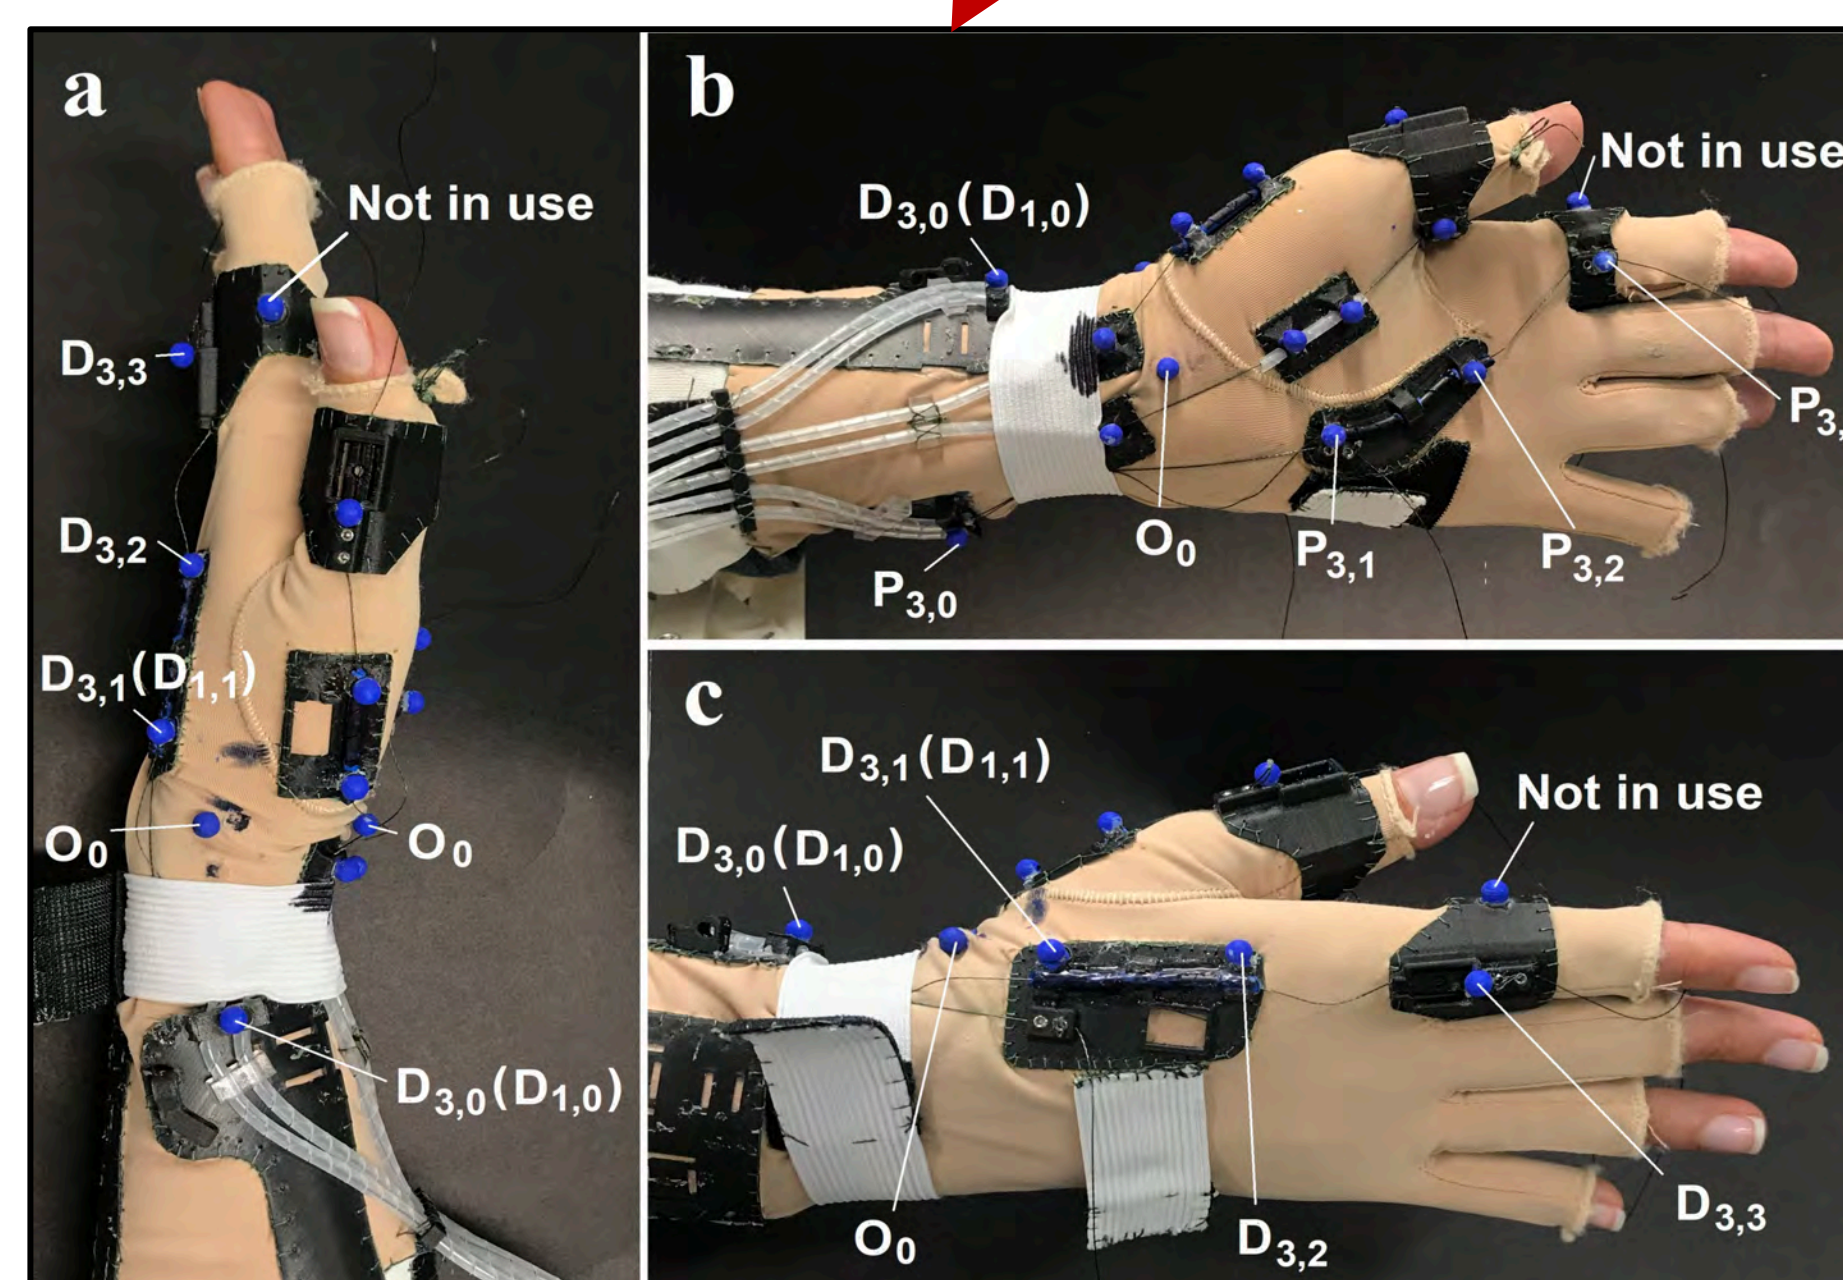 a
Not in use
D3,3
D3,2
D3,1(D1,1)
O0
O0
D3,0(D1,0)
b
Not in use
D3,0(D1,0)
P3,
O0
P3,1
P3,2
P3,0
c
D3,1(D1,1)
Not in use
D3,0(D1,0)
D3,3
O0
D3,2